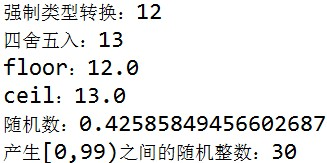 强制类型转换：12
四舍五入：13
floor：12.0
ceil：13.0
随机数：0.42585849456602687
产生[0,99)之间的随机整数：30